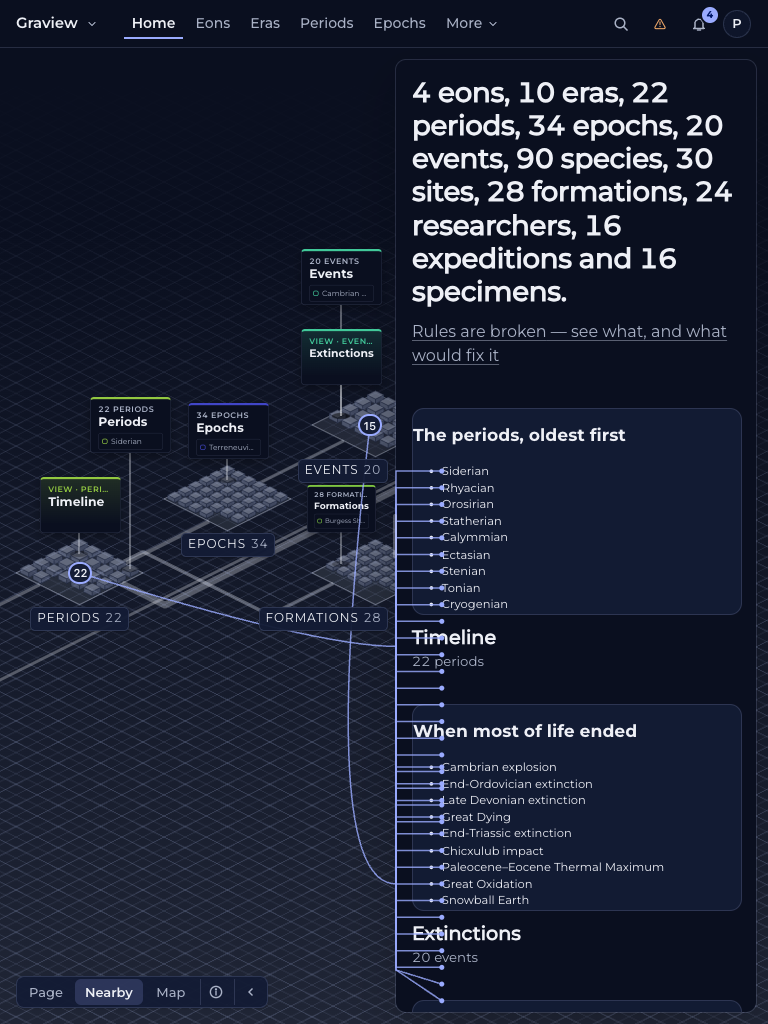 Graview
Home
Eons
Eras
Periods
Epochs
More
4
P
4 eons, 10 eras, 22
periods, 34 epochs, 20
events, 90 species, 30
sites, 28 formations, 24
researchers, 16
expeditions and 16
specimens.
Rules are broken — see what, and what
would fix it
20 EVENTS
Events
Cambrian ...
VIEW · EVEN...
Extinctions
15
EVENTS 20
22 PERIODS
Periods
Siderian
34 EPOCHS
Epochs
Terreneuvi...
VIEW · PERI...
Timeline
28 FORMATI...
Formations
Burgess Sh...
EPOCHS 34
22
PERIODS 22
FORMATIONS 28
The periods, oldest first
Siderian
Rhyacian
Orosirian
Statherian
Calymmian
Ectasian
Stenian
Tonian
Cryogenian
Timeline
22 periods
When most of life ended
Cambrian explosion
End-Ordovician extinction
Late Devonian extinction
Great Dying
End-Triassic extinction
Chicxulub impact
Paleocene–Eocene Thermal Maximum
Great Oxidation
Snowball Earth
Extinctions
20 events
Page
Nearby
Map